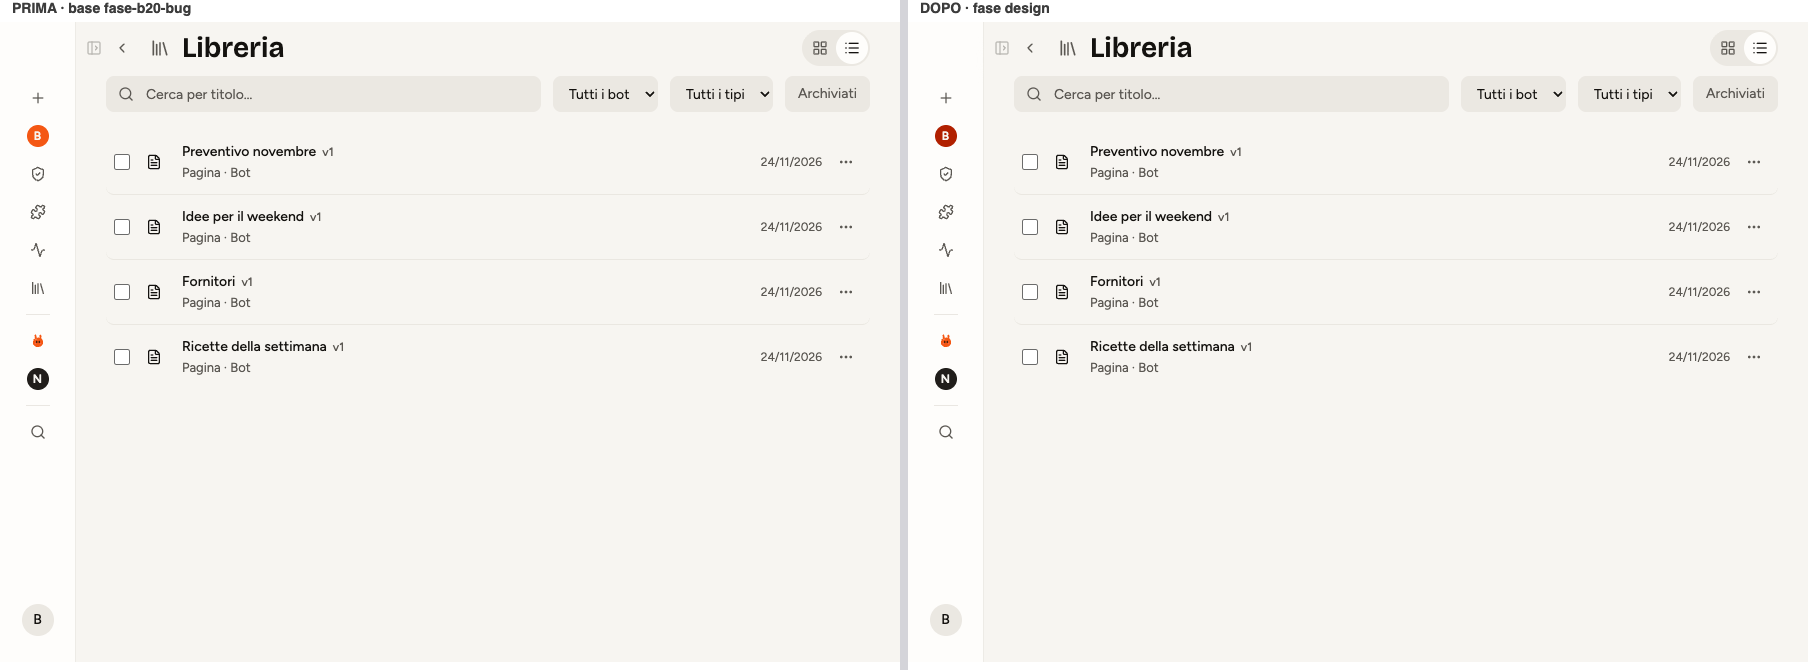 PRIMA · base fase-b20-bug
Libreria
Cerca per titolo...
Tutti i bot
Tutti i tipi
Archiviati
B
Preventivo novembre v1
Pagina · Bot
24/11/2026
Idee per il weekend v1
Pagina · Bot
24/11/2026
Fornitori v1
Pagina · Bot
24/11/2026
Ricette della settimana v1
Pagina · Bot
24/11/2026
N
B
DOPO · fase design
Libreria
Cerca per titolo...
Tutti i bot
Tutti i tipi
Archiviati
B
Preventivo novembre v1
Pagina · Bot
24/11/2026
Idee per il weekend v1
Pagina · Bot
24/11/2026
Fornitori v1
Pagina · Bot
24/11/2026
Ricette della settimana v1
Pagina · Bot
24/11/2026
N
B